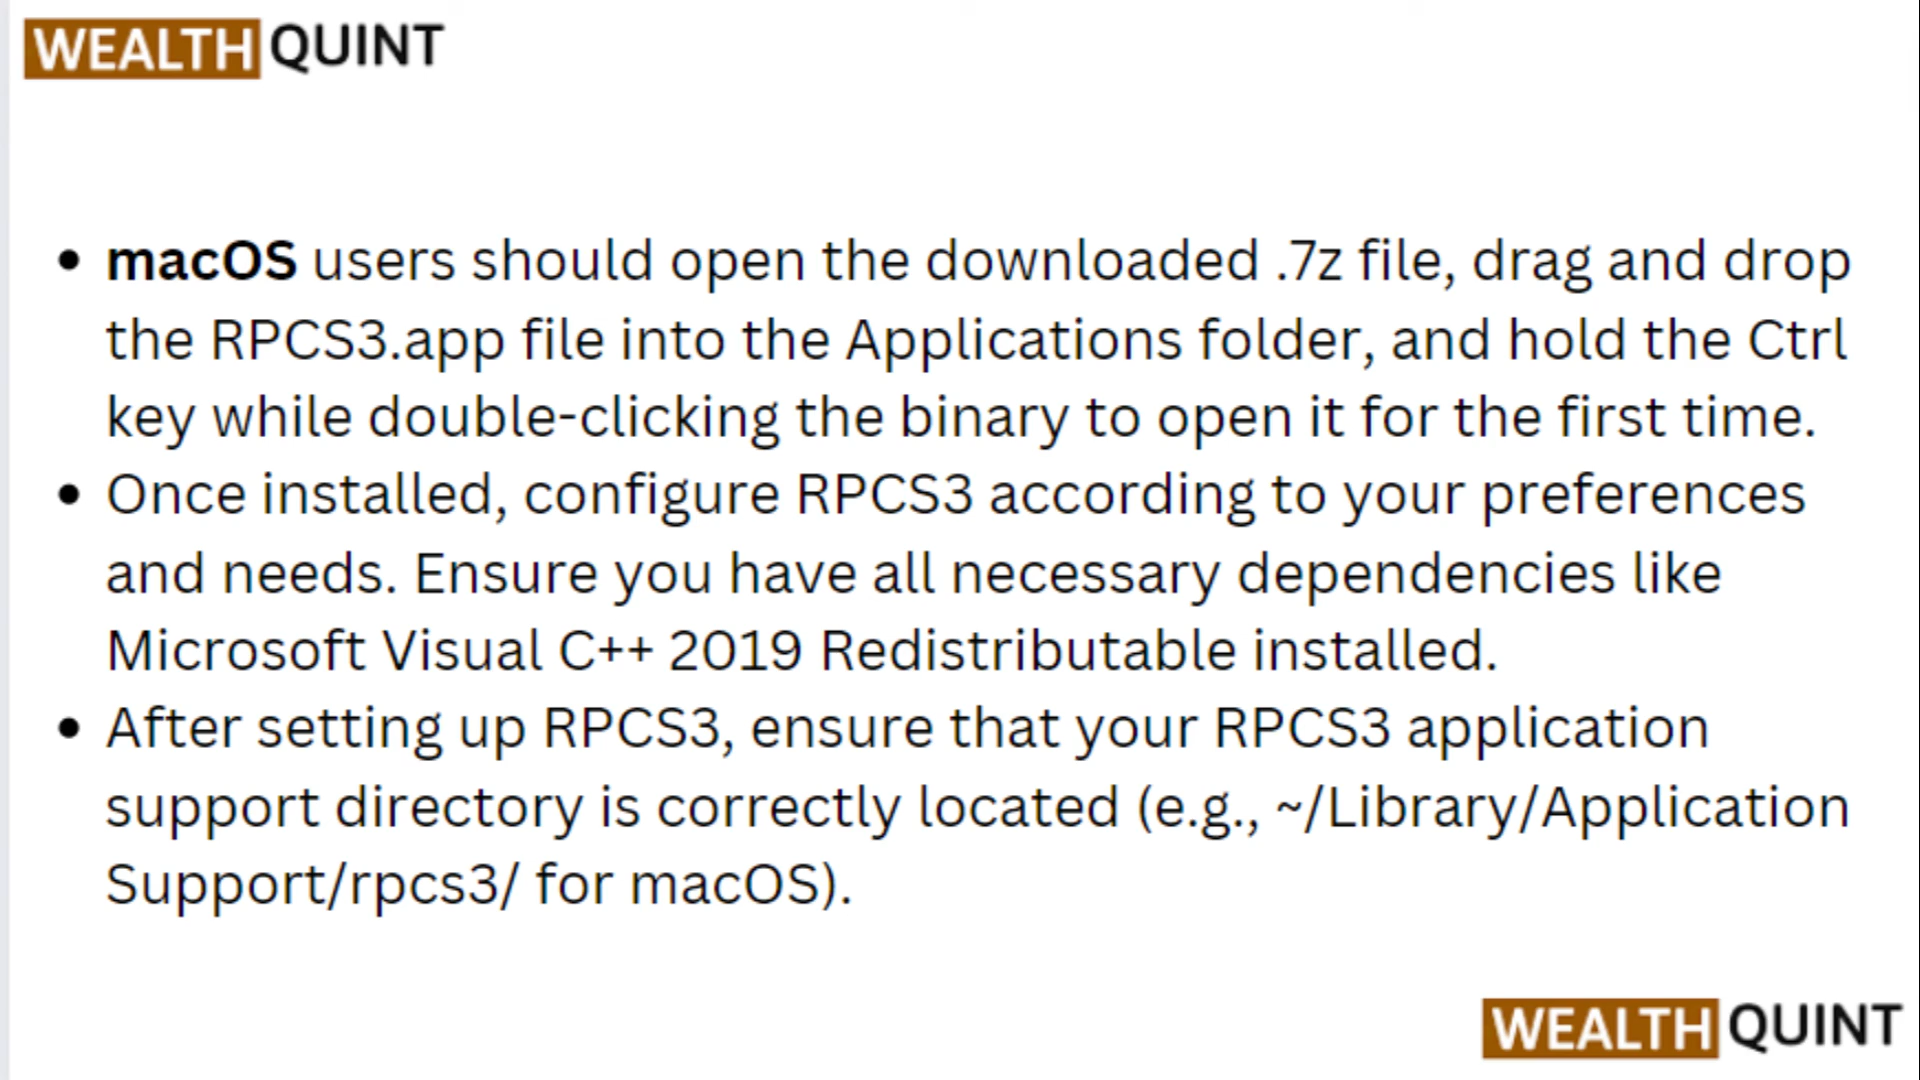 WEALTH QUINT
• macOS users should open the downloaded .7z file, drag and drop
the RPCS3.app file into the Applications folder, and hold the Ctrl
key while double-clicking the binary to open it for the first time.
• Once installed, configure RPCS3 according to your preferences
and needs. Ensure you have all necessary dependencies like
Microsoft Visual C++ 2019 Redistributable installed.
• After setting up RPCS3, ensure that your RPCS3 application
support directory is correctly located (e.g., ~/Library/Application
Support/rpcs3/ for macOS).
WEALTH QUINT